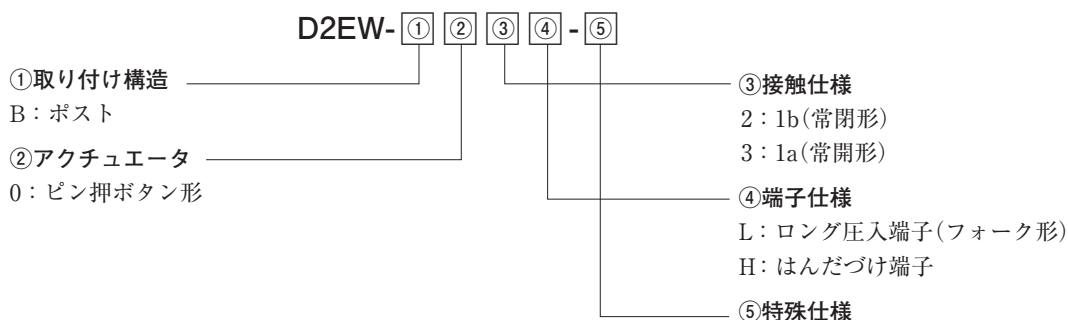 D2EW-①②③④-⑤
①取り付け構造
B：ポスト
②アクチュエータ
0：ピン押ボタン形
③接触仕様
2：1b(常閉形)
3：1a(常開形)
④端子仕様
L：ロング圧入端子(フォーク形)
H：はんだづけ端子
⑤特殊仕様